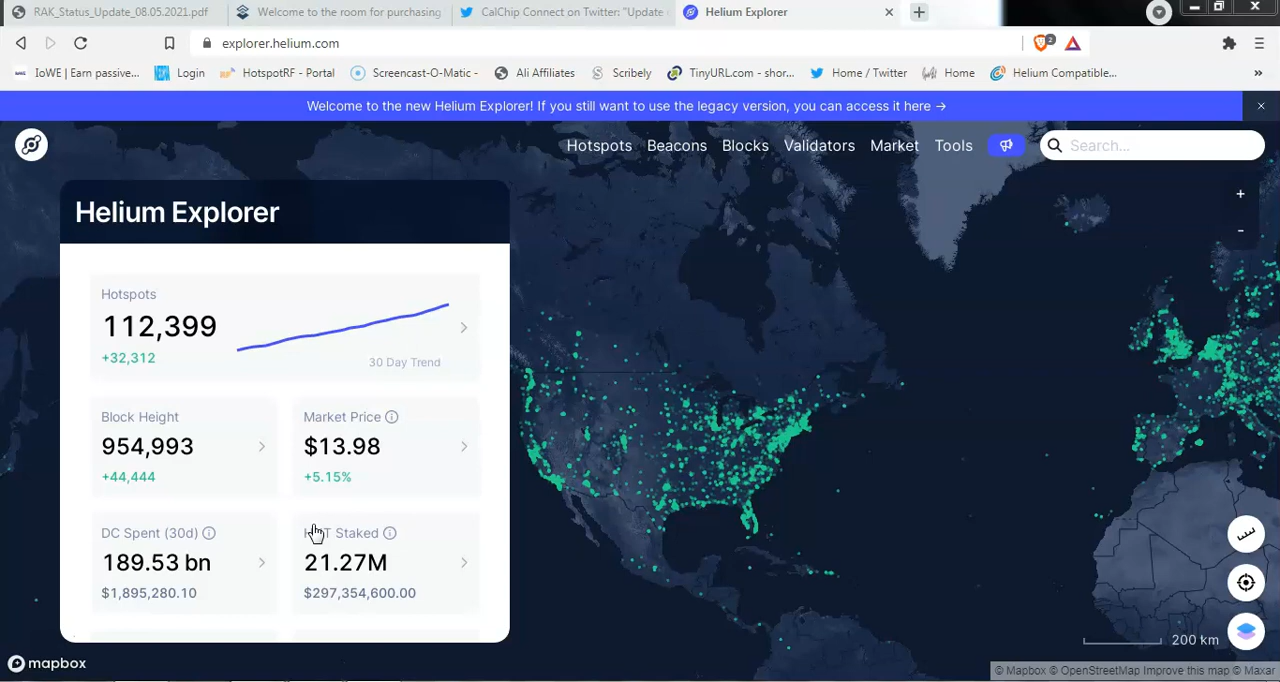 RAK_Status_Update_08.05.2021.pdf
Welcome to the room for purchasing
CalChip Connect on Twitter: "Update
Helium Explorer
explorer.helium.com
2
IoWE | Earn passive...
Login
HotspotRF - Portal
Screencast-O-Matic -
Ali Affiliates
Scribely
TinyURL.com - shor...
Home / Twitter
Home
Helium Compatible...
Welcome to the new Helium Explorer! If you still want to use the legacy version, you can access it here →
Hotspots
Beacons
Blocks
Validators
Market
Tools
Search...
Helium Explorer
Hotspots
112,399
+32,312
30 Day Trend
Block Height
954,993
+44,444
Market Price
$13.98
+5.15%
DC Spent (30d)
189.53 bn
$1,895,280.10
Staked
21.27M
$297,354,600.00
200 km
mapbox
© Mapbox © OpenStreetMap Improve this map © Maxar